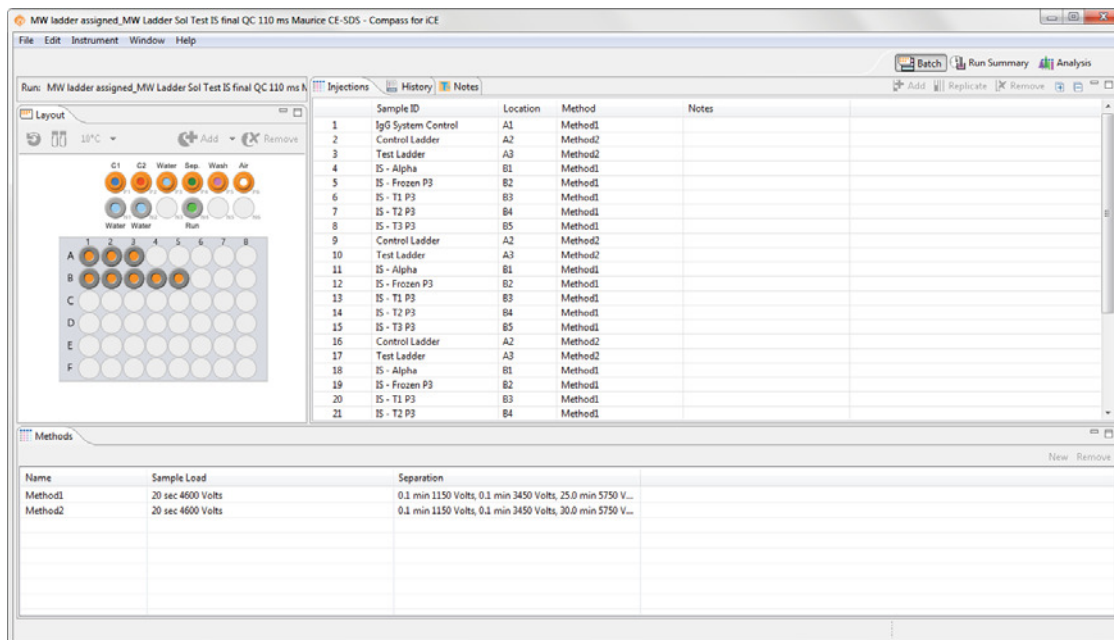 MW ladder assigned_MW Ladder Sol Test IS final QC 110 ms Maurice CE-SDS - Compass for iCE
File Edit Instrument Window Help
Batch Run Summary Analysis
Run: MW ladder assigned_MW Ladder Sol Test IS final QC 110 ms M
Injections History Notes
Add Replicate Remove
Layout
10°C Add Remove
C1 C2 Water Sep. Wash Air
Water Water Run
1 2 3 4 5 6 7 8
A
B
C
D
E
F
Sample ID Location Method Notes
1 IgG System Control A1 Method1
2 Control Ladder A2 Method2
3 Test Ladder A3 Method2
4 IS - Alpha B1 Method1
5 IS - Frozen P3 B2 Method1
6 IS - T1 P3 B3 Method1
7 IS - T2 P3 B4 Method1
8 IS - T3 P3 B5 Method1
9 Control Ladder A2 Method2
10 Test Ladder A3 Method2
11 IS - Alpha B1 Method1
12 IS - Frozen P3 B2 Method1
13 IS - T1 P3 B3 Method1
14 IS - T2 P3 B4 Method1
15 IS - T3 P3 B5 Method1
16 Control Ladder A2 Method2
17 Test Ladder A3 Method2
18 IS - Alpha B1 Method1
19 IS - Frozen P3 B2 Method1
20 IS - T1 P3 B3 Method1
21 IS - T2 P3 B4 Method1
Methods
New Remove
Name Sample Load Separation
Method1 20 sec 4600 Volts 0.1 min 1150 Volts, 0.1 min 3450 Volts, 25.0 min 5750 V...
Method2 20 sec 4600 Volts 0.1 min 1150 Volts, 0.1 min 3450 Volts, 30.0 min 5750 V...